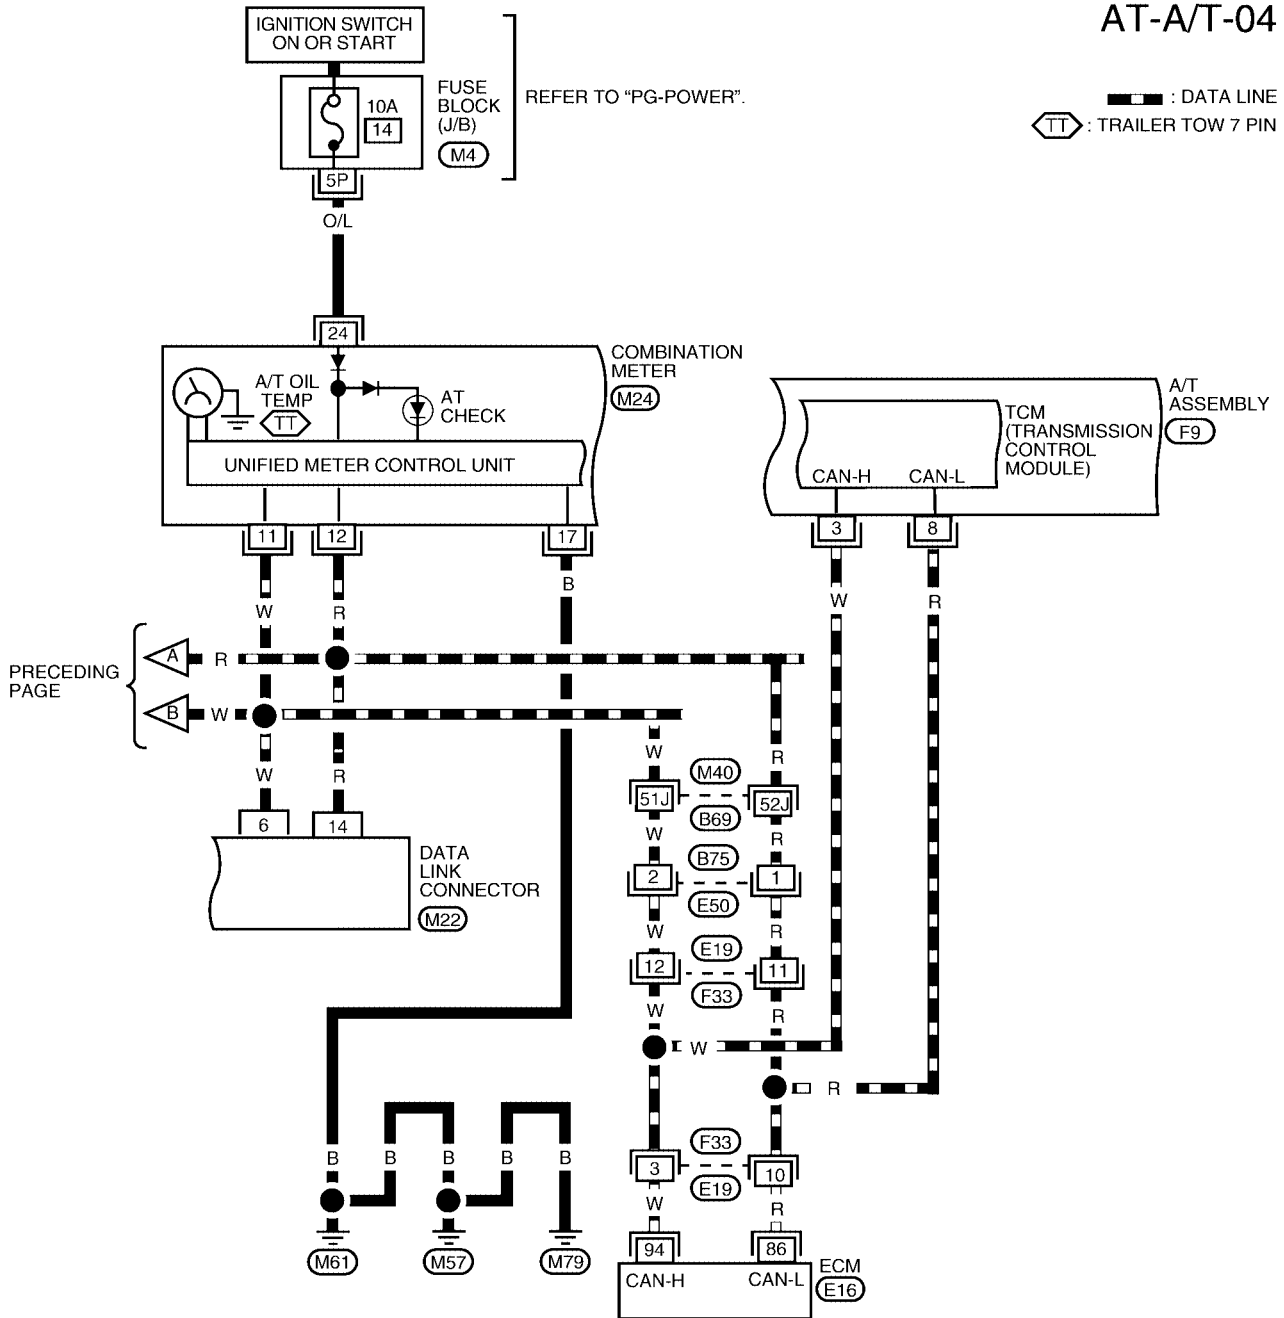 AT-A/T-04
IGNITION SWITCH
ON OR START
10A
14
FUSE
BLOCK
(J/B)
M4
REFER TO “PG-POWER”.
: DATA LINE
TT : TRAILER TOW 7 PIN
5P
O/L
24
COMBINATION
METER
M24
A/T OIL
TEMP
TT
AT
CHECK
UNIFIED METER CONTROL UNIT
11
12
17
A/T
ASSEMBLY
F9
TCM
(TRANSMISSION
CONTROL
MODULE)
CAN-H
CAN-L
3
8
W
R
B
W
R
PRECEDING
PAGE
A
R
B
W
W
R
6
14
DATA
LINK
CONNECTOR
M22
W
R
M40
51J
52J
B69
W
R
B75
2
1
E50
W
R
E19
12
11
F33
W
R
W
R
F33
3
10
E19
W
R
94
86
CAN-H
CAN-L
ECM
E16
B
B
B
B
B
M61
M57
M79